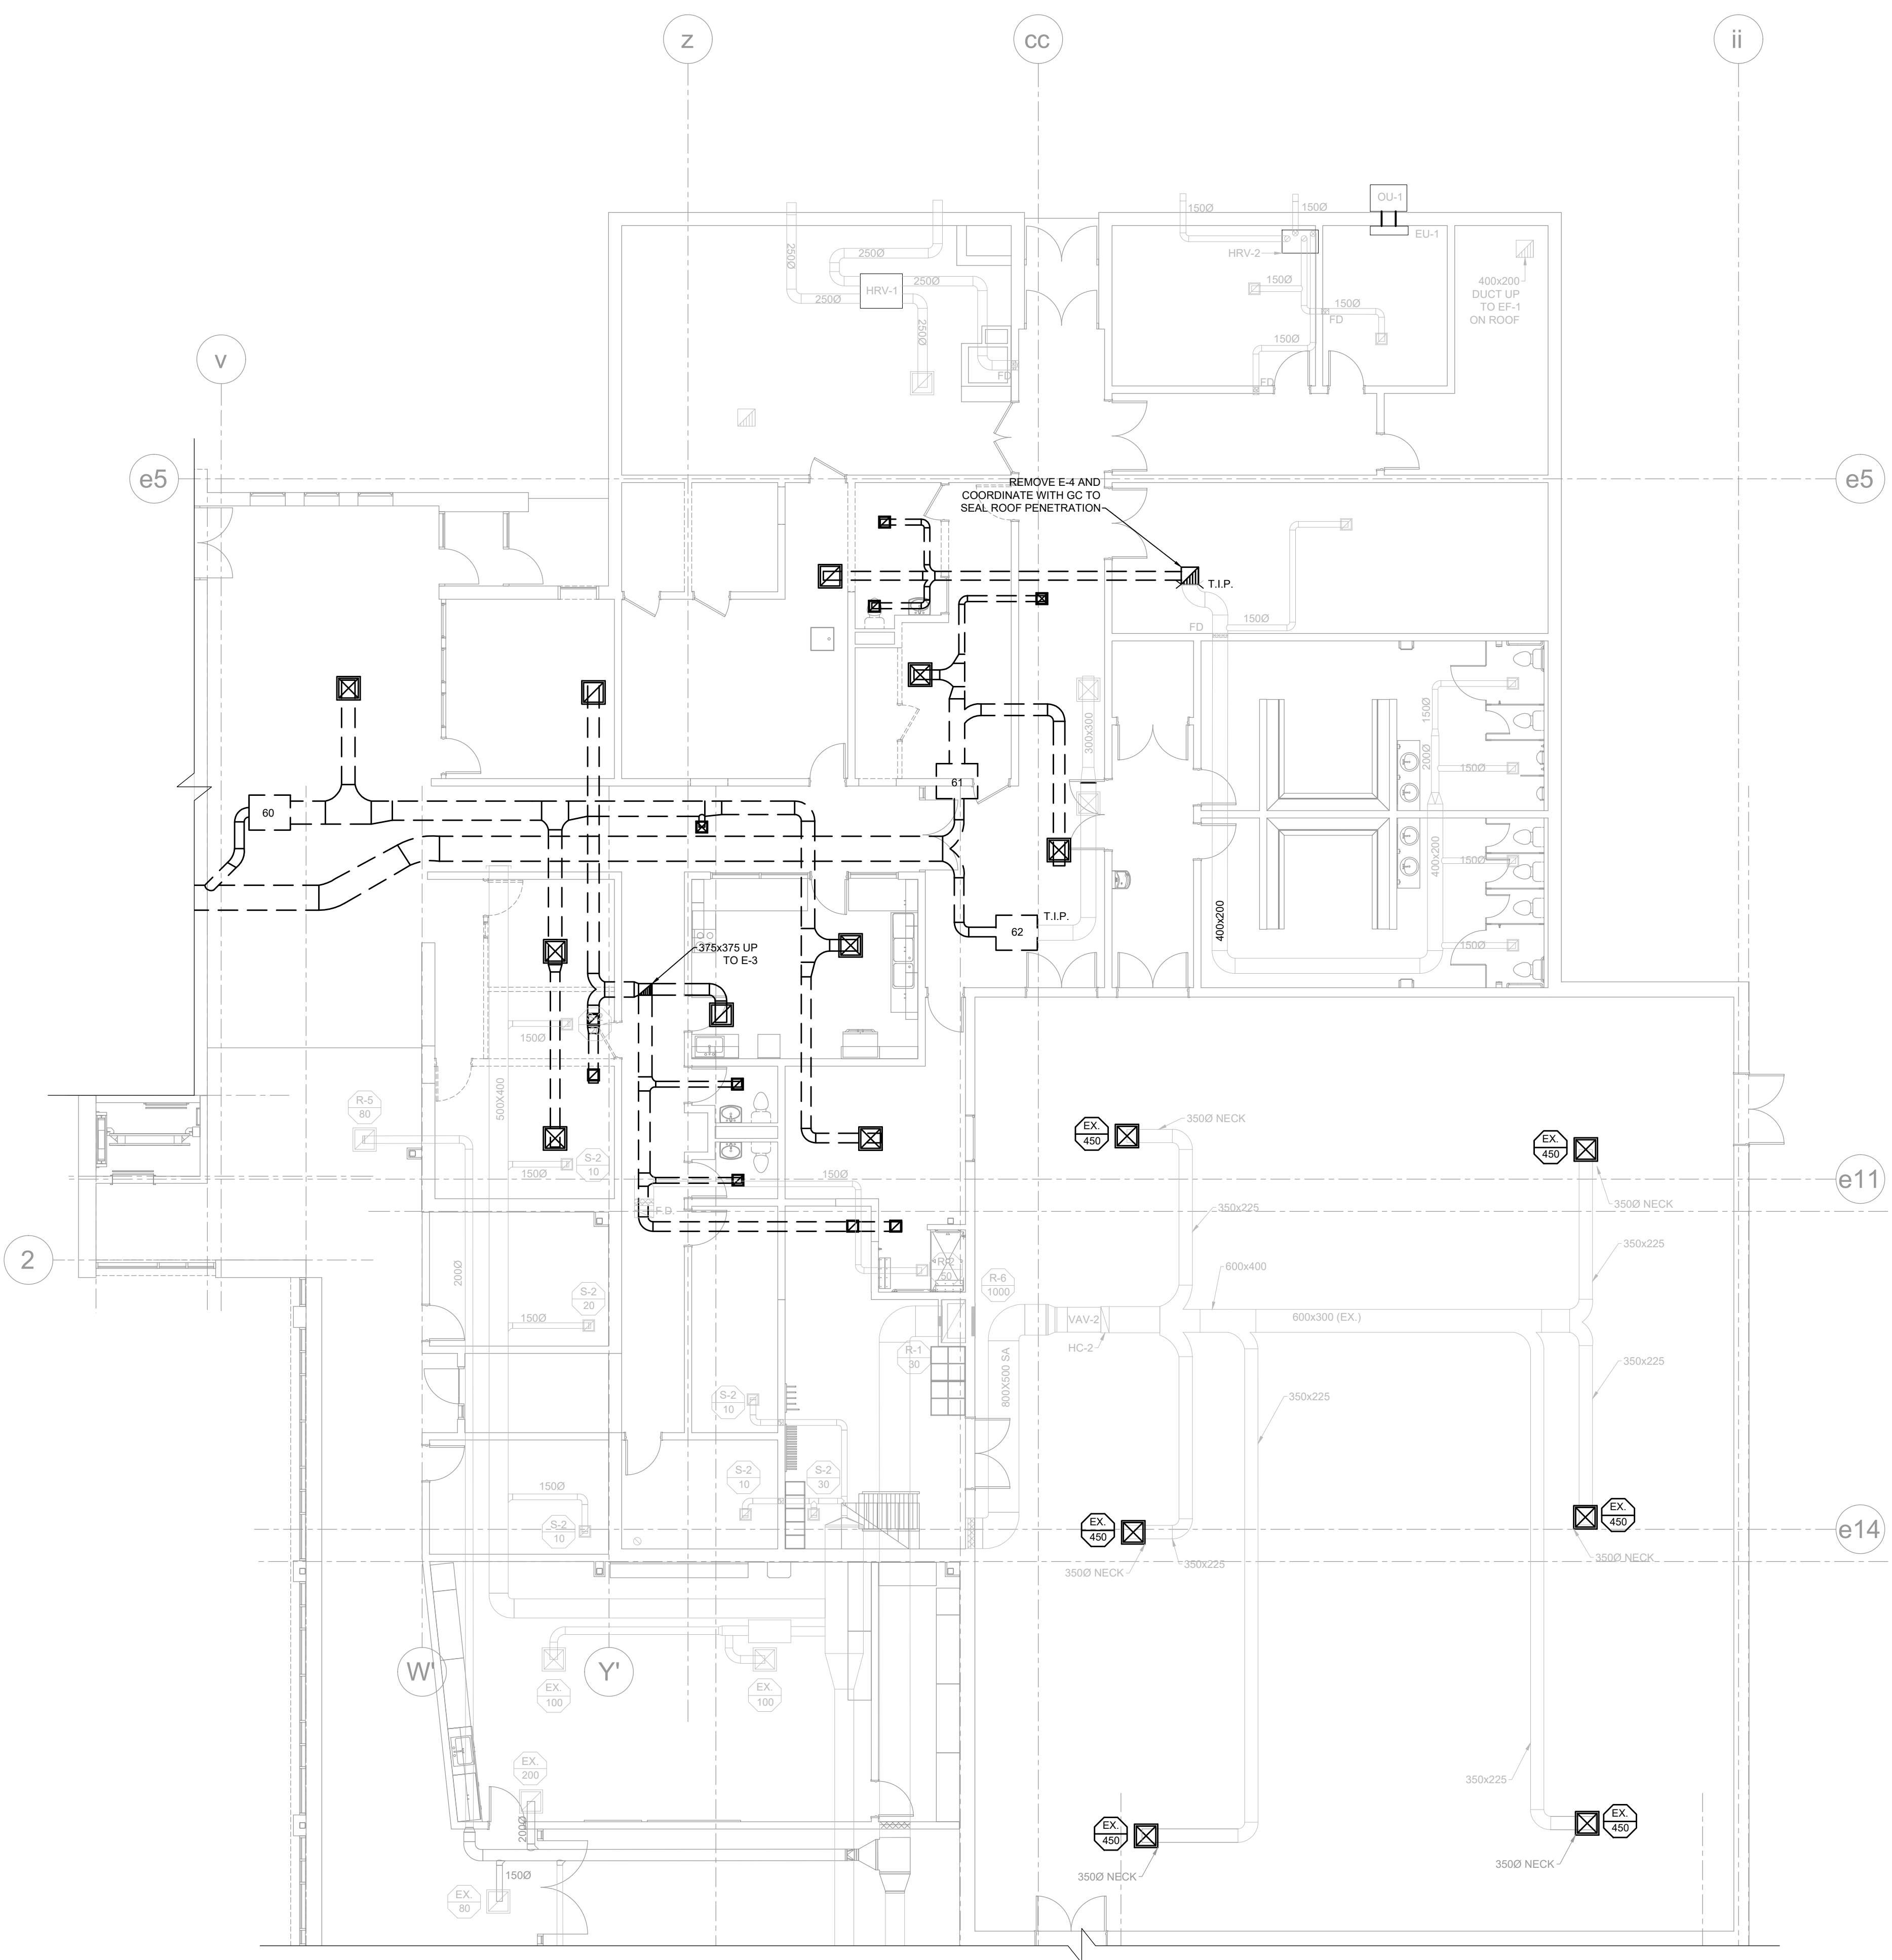 z
cc
ii
v
e5
e5
OU-1
150Ø
150Ø
EU-1
HRV-2
250Ø
250Ø
HRV-1
250Ø
250Ø
250Ø
150Ø
150Ø
FD
150Ø
FD
FD
400x200
DUCT UP
TO EF-1
ON ROOF
REMOVE E-4 AND
COORDINATE WITH GC TO
SEAL ROOF PENETRATION
T.I.P.
FD
150Ø
150Ø
300x300
200Ø
150Ø
61
60
400x200
150Ø
T.I.P.
62
400x200
150Ø
375x375 UP
TO E-3
150Ø
500X400
R-5
80
S-2
10
150Ø
150Ø
F.D
EX.
450
350Ø NECK
EX.
450
350Ø NECK
e11
350x225
350x225
2
200Ø
R-2
50
R-6
1000
600x400
S-2
20
150Ø
VAV-2
HC-2
600x300 (EX.)
R-1
30
800X500 SA
350x225
350x225
S-2
10
S-2
10
S-2
30
150Ø
S-2
10
EX.
450
350Ø NECK
350x225
EX.
450
350Ø NECK
e14
W'
Y'
EX.
100
EX.
100
EX.
200
200Ø
350x225
EX.
450
350Ø NECK
EX.
450
350Ø NECK
150Ø
EX.
80